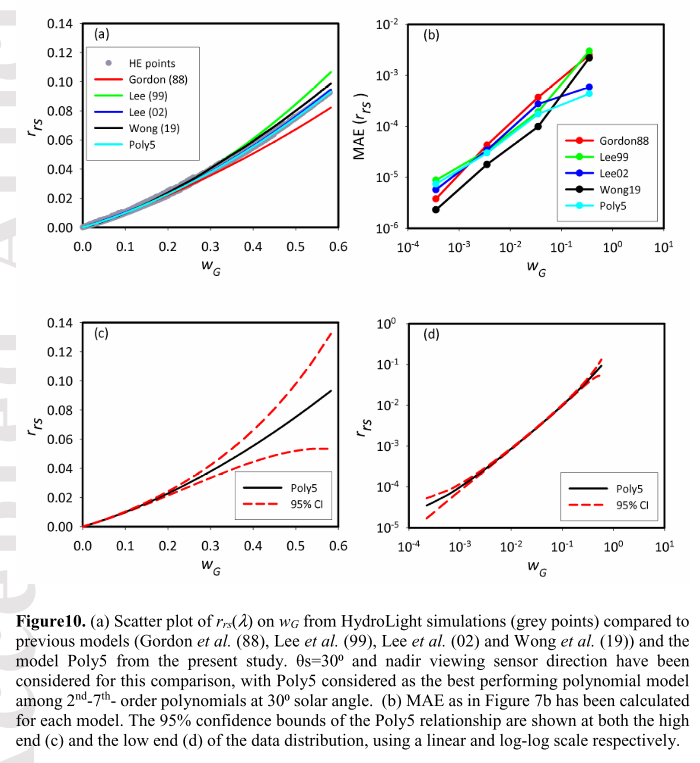 (a)
0.14
0.12
0.10
0.08
0.06
0.04
0.02
0.00
r_rs
HE points
Gordon (88)
Lee (99)
Lee (02)
Wong (19)
Poly5
0.0 0.1 0.2 0.3 0.4 0.5 0.6
w_G
(b)
10⁻²
10⁻³
10⁻⁴
10⁻⁵
10⁻⁶
MAE (r_rs)
Gordon88
Lee99
Lee02
Wong19
Poly5
10⁻⁴ 10⁻³ 10⁻² 10⁻¹ 10⁰ 10¹
w_G
(c)
0.14
0.12
0.10
0.08
0.06
0.04
0.02
0.00
r_rs
Poly5
95% CI
0.0 0.1 0.2 0.3 0.4 0.5 0.6
w_G
(d)
10⁰
10⁻¹
10⁻²
10⁻³
10⁻⁴
10⁻⁵
r_rs
Poly5
95% CI
10⁻⁴ 10⁻³ 10⁻² 10⁻¹ 10⁰ 10¹
w_G
Figure10. (a) Scatter plot of r_rs(λ) on w_G from HydroLight simulations (grey points) compared to
previous models (Gordon et al. (88), Lee et al. (99), Lee et al. (02) and Wong et al. (19)) and the
model Poly5 from the present study. θs=30º and nadir viewing sensor direction have been
considered for this comparison, with Poly5 considered as the best performing polynomial model
among 2nd-7th- order polynomials at 30º solar angle. (b) MAE as in Figure 7b has been calculated
for each model. The 95% confidence bounds of the Poly5 relationship are shown at both the high
end (c) and the low end (d) of the data distribution, using a linear and log-log scale respectively.